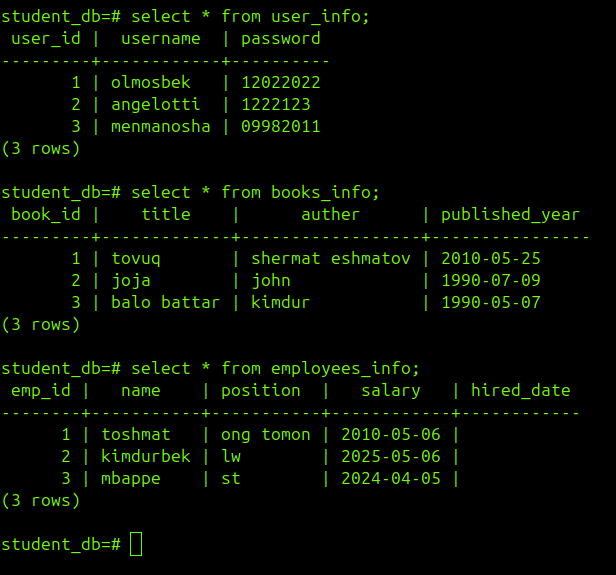 student_db=# select * from user_info;
 user_id |  username  | password
---------+------------+----------
       1 | olmosbek   | 12022022
       2 | angelotti  | 1222123
       3 | menmanosha | 09982011
(3 rows)

student_db=# select * from books_info;
 book_id |    title    |      auther      | published_year
---------+-------------+------------------+----------------
       1 | tovuq       | shermat eshmatov | 2010-05-25
       2 | joja        | john             | 1990-07-09
       3 | balo battar | kimdur           | 1990-05-07
(3 rows)

student_db=# select * from employees_info;
 emp_id |   name    | position  |   salary   | hired_date
--------+-----------+-----------+------------+------------
      1 | toshmat   | ong tomon | 2010-05-06 |
      2 | kimdurbek | lw        | 2025-05-06 |
      3 | mbappe    | st        | 2024-04-05 |
(3 rows)

student_db=#